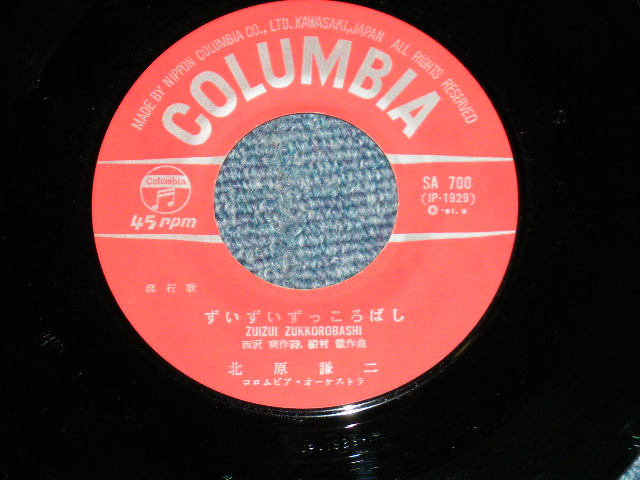 MADE BY NIPPON COLUMBIA CO., LTD. KAWASAKI, JAPAN ALL RIGHTS RESERVED
COLUMBIA
Columbia
45 rpm
SA 700
(JP-1929)
流行歌
ずいずいずっころばし
ZUIZUI ZUKKOROBASHI
西沢 爽作詩, 狛村 作曲
北原謙二
コロムビア・オーケストラ